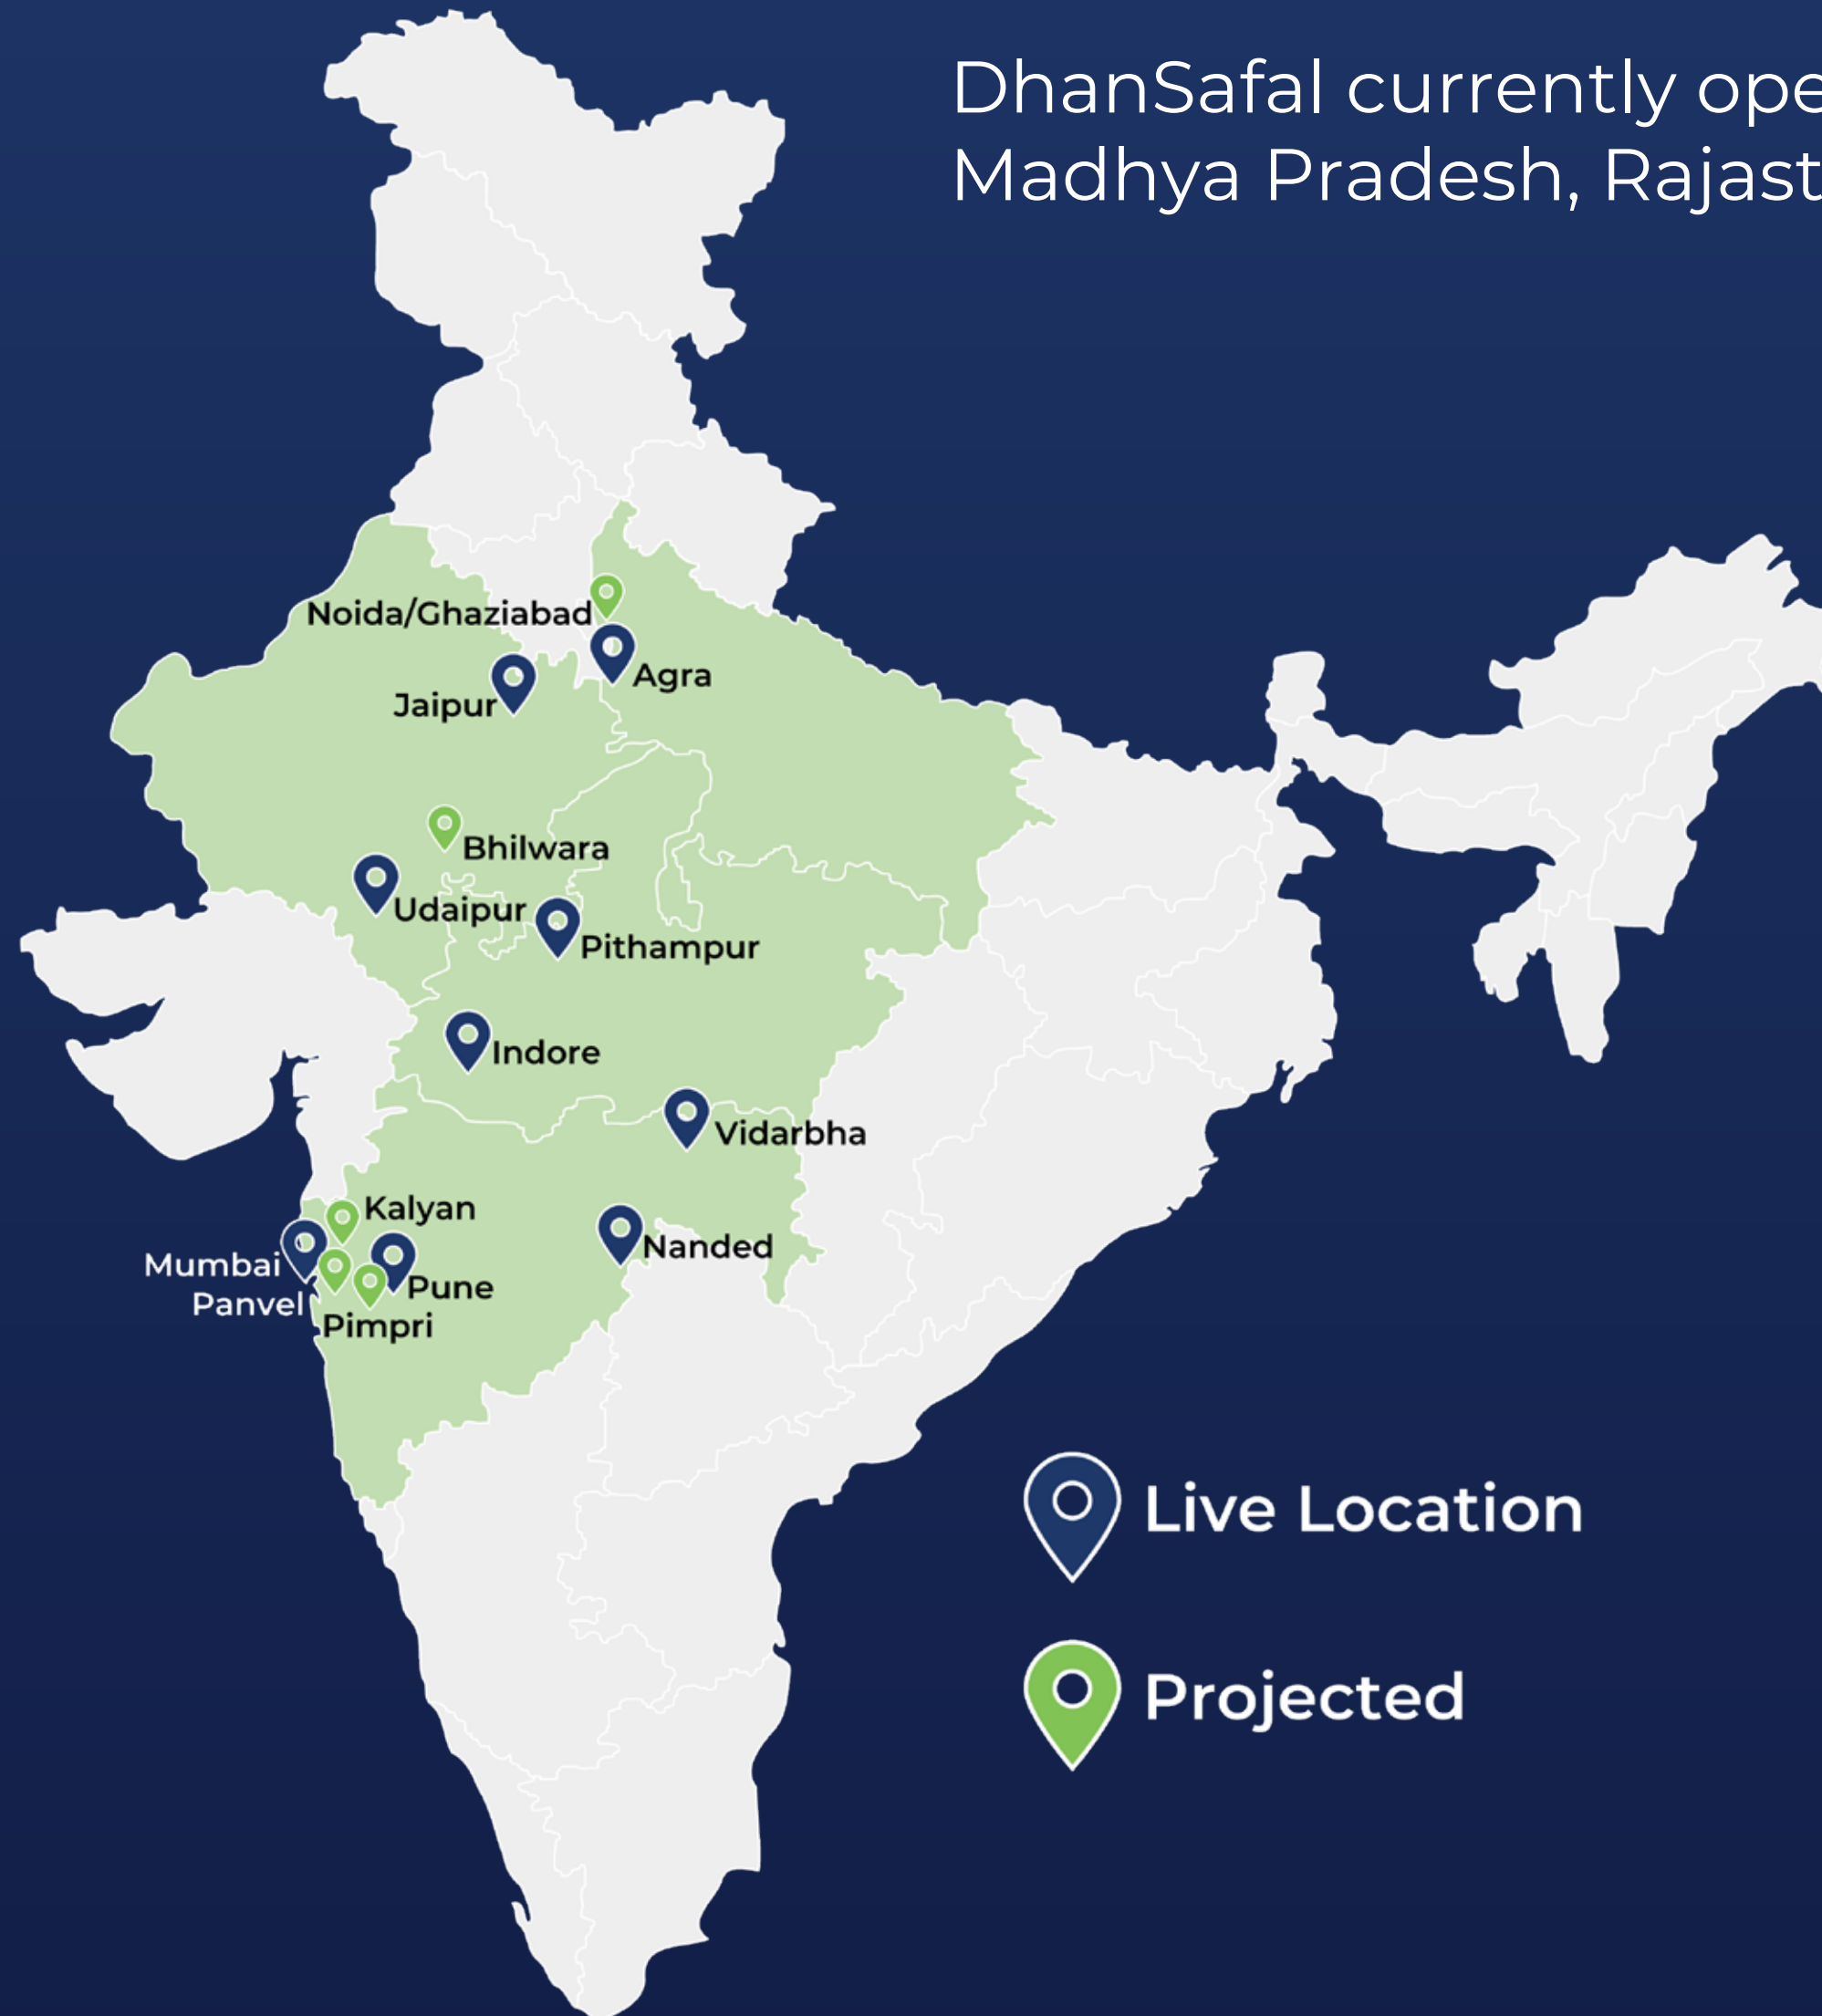 DhanSafal currently ope
Madhya Pradesh, Rajast
Noida/Ghaziabad
Agra
Jaipur
Bhilwara
Udaipur
Pithampur
Indore
Vidarbha
Kalyan
Nanded
Mumbai
Pune
Panvel
Pimpri
Live Location
Projected